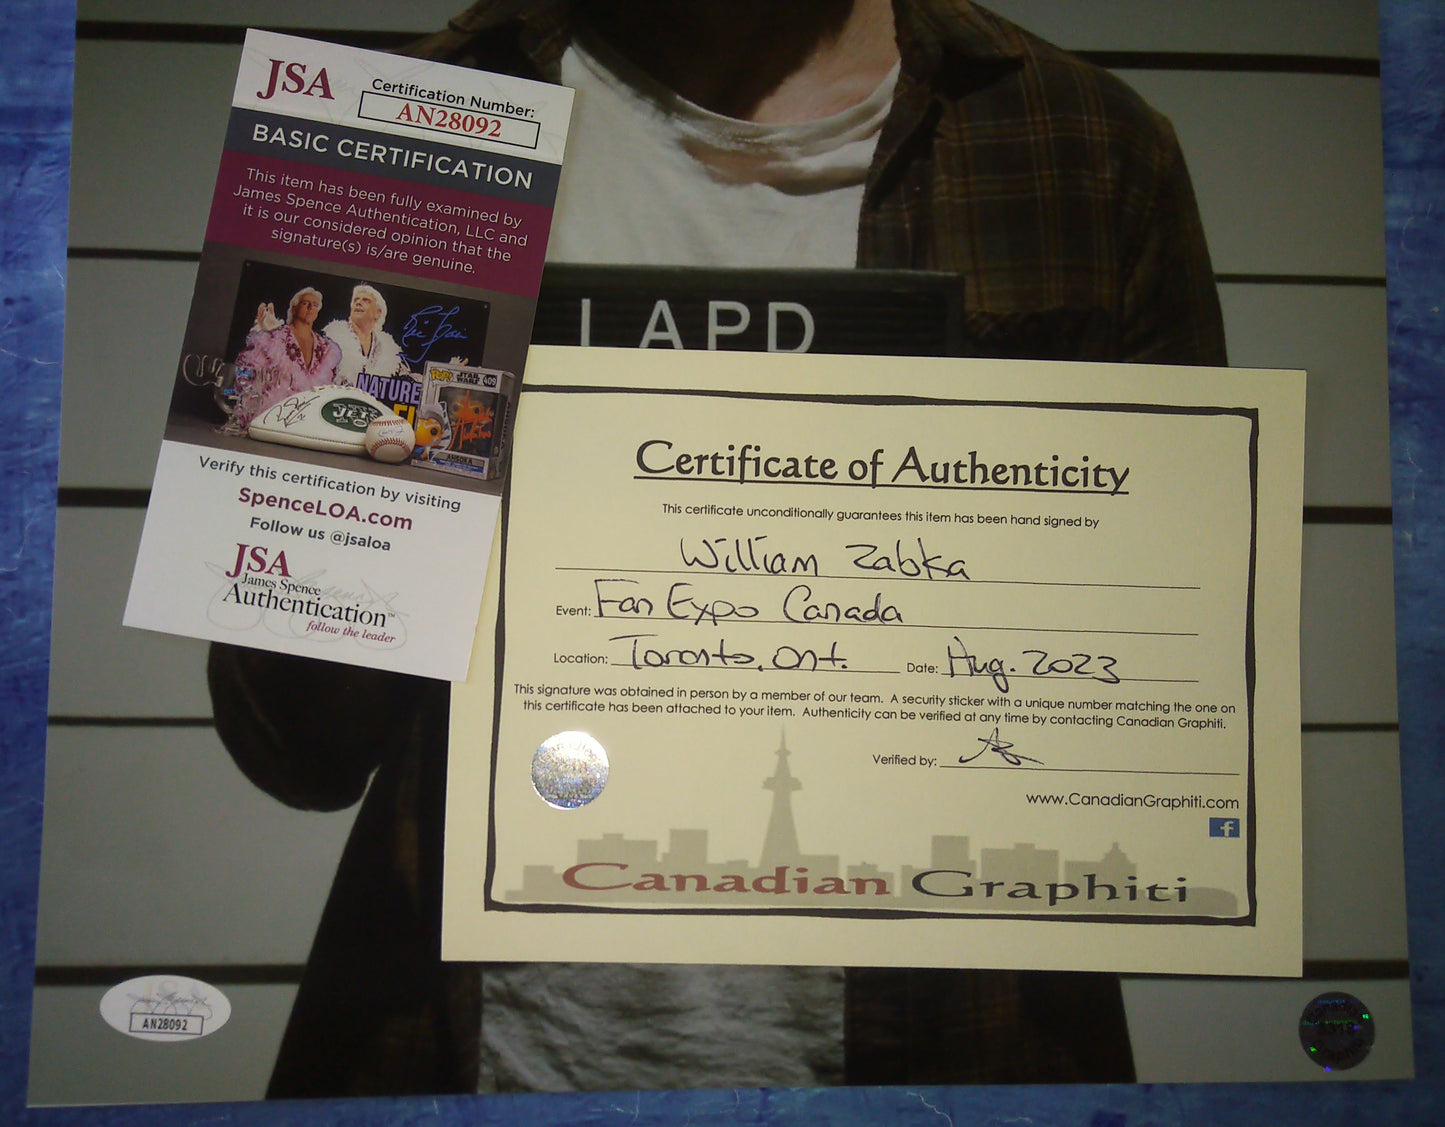 JSA
Certification Number:
AN28092
BASIC CERTIFICATION
This item has been fully examined by
James Spence Authentication, LLC and
it is our considered opinion that the
signature(s) is/are genuine.
NATURE
JETS
POP!
STAR WARS
409
AHSOKA
Verify this certification by visiting
SpenceLOA.com
Follow us @jsaloa
JSA
James Spence
Authentication™
follow the leader
LAPD
Certificate of Authenticity
This certificate unconditionally guarantees this item has been hand signed by
William Zabka
Event: Fan Expo Canada
Location: Toronto, Ont. Date: Aug. 2023
This signature was obtained in person by a member of our team. A security sticker with a unique number matching the one on
this certificate has been attached to your item. Authenticity can be verified at any time by contacting Canadian Graphiti.
Verified by:
www.CanadianGraphiti.com
f
Canadian Graphiti
AN28092